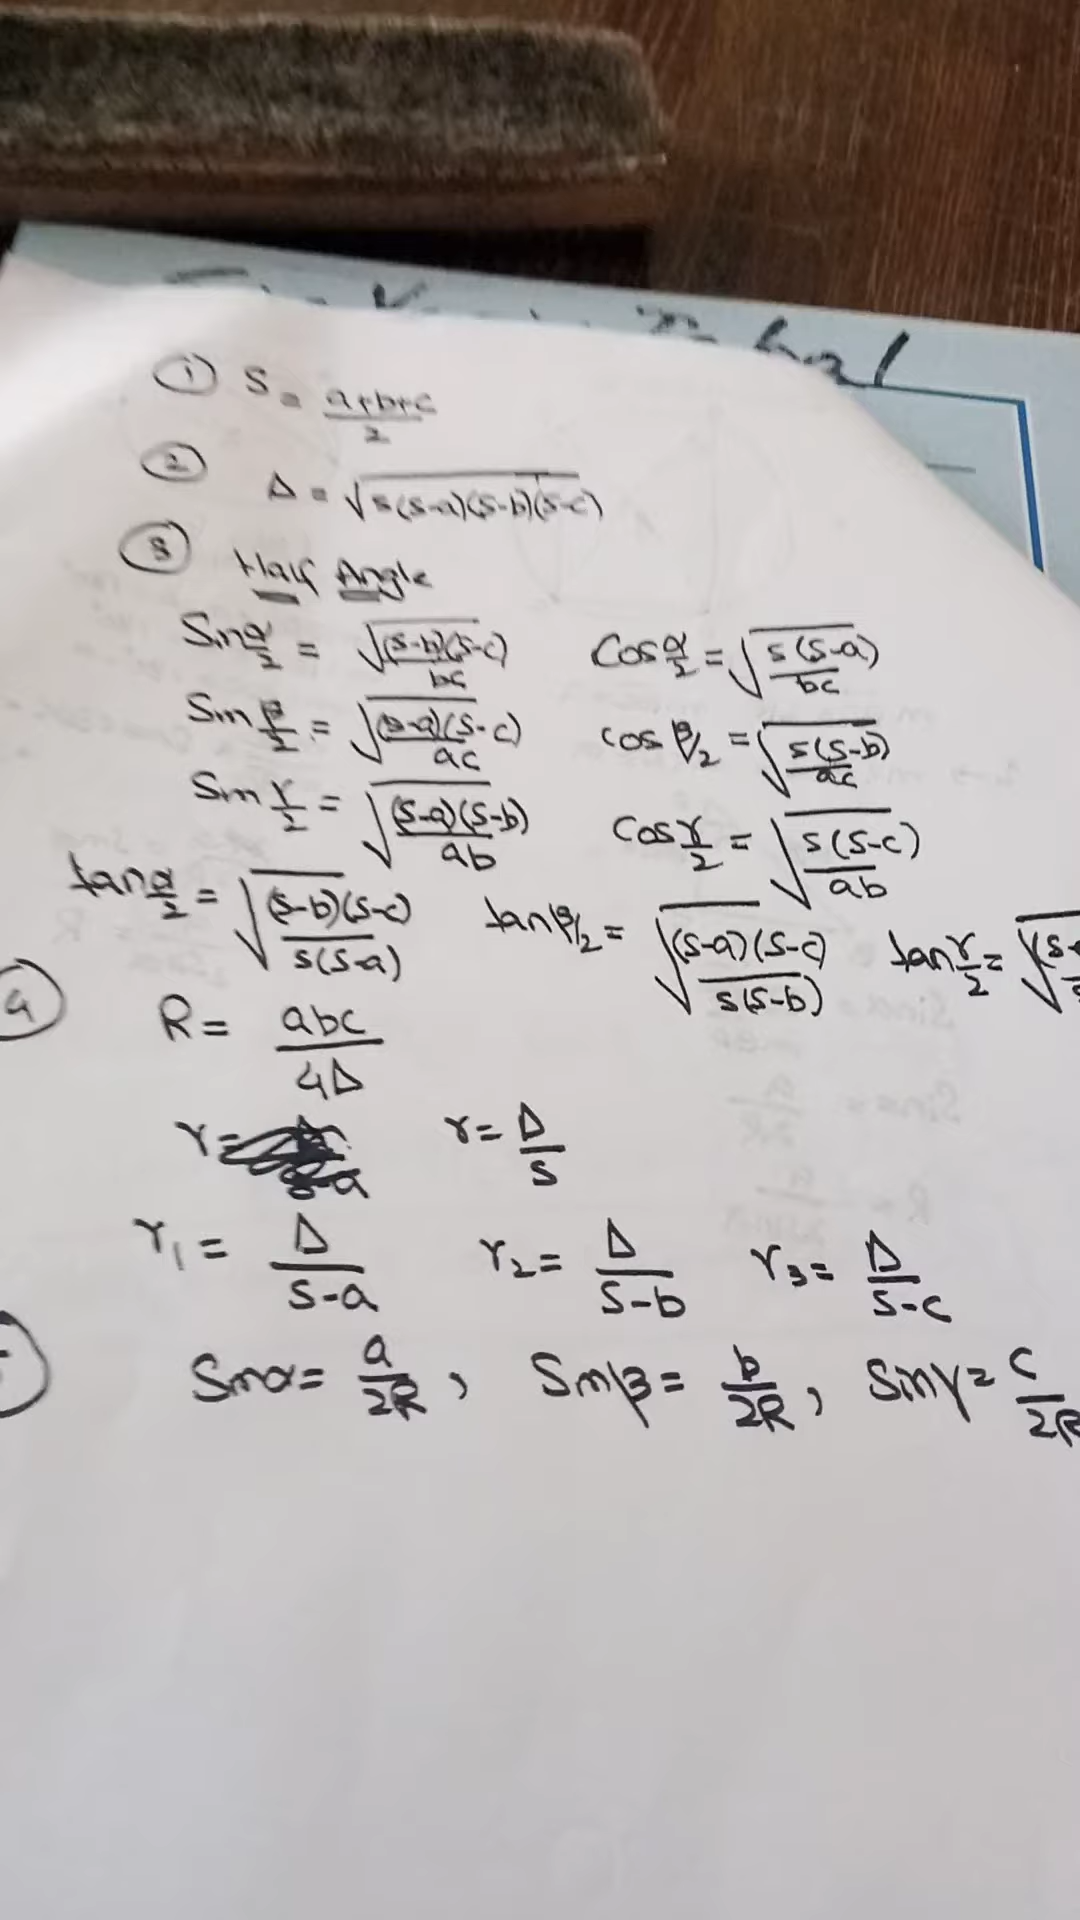 ① S = a+b+c/2
② Δ = √s(s-a)(s-b)(s-c)
③ Half Angle
Sin α/2 = √(s-b)(s-c)/bc Cos α/2 = √s(s-a)/bc
Sin β/2 = √(s-a)(s-c)/ac cos β/2 = √s(s-b)/ac
Sin γ/2 = √(s-a)(s-b)/ab Cos γ/2 = √s(s-c)/ab
tan α/2 = √(s-b)(s-c)/s(s-a) tan β/2 = √(s-a)(s-c)/s(s-b) tan γ/2 = √(s-
④ R = abc/4Δ
r = r = Δ/s
r₁ = Δ/s-a r₂ = Δ/s-b r₃ = Δ/s-c
Sin α = a/2R , Sin β = b/2R , Sin γ = c/2R